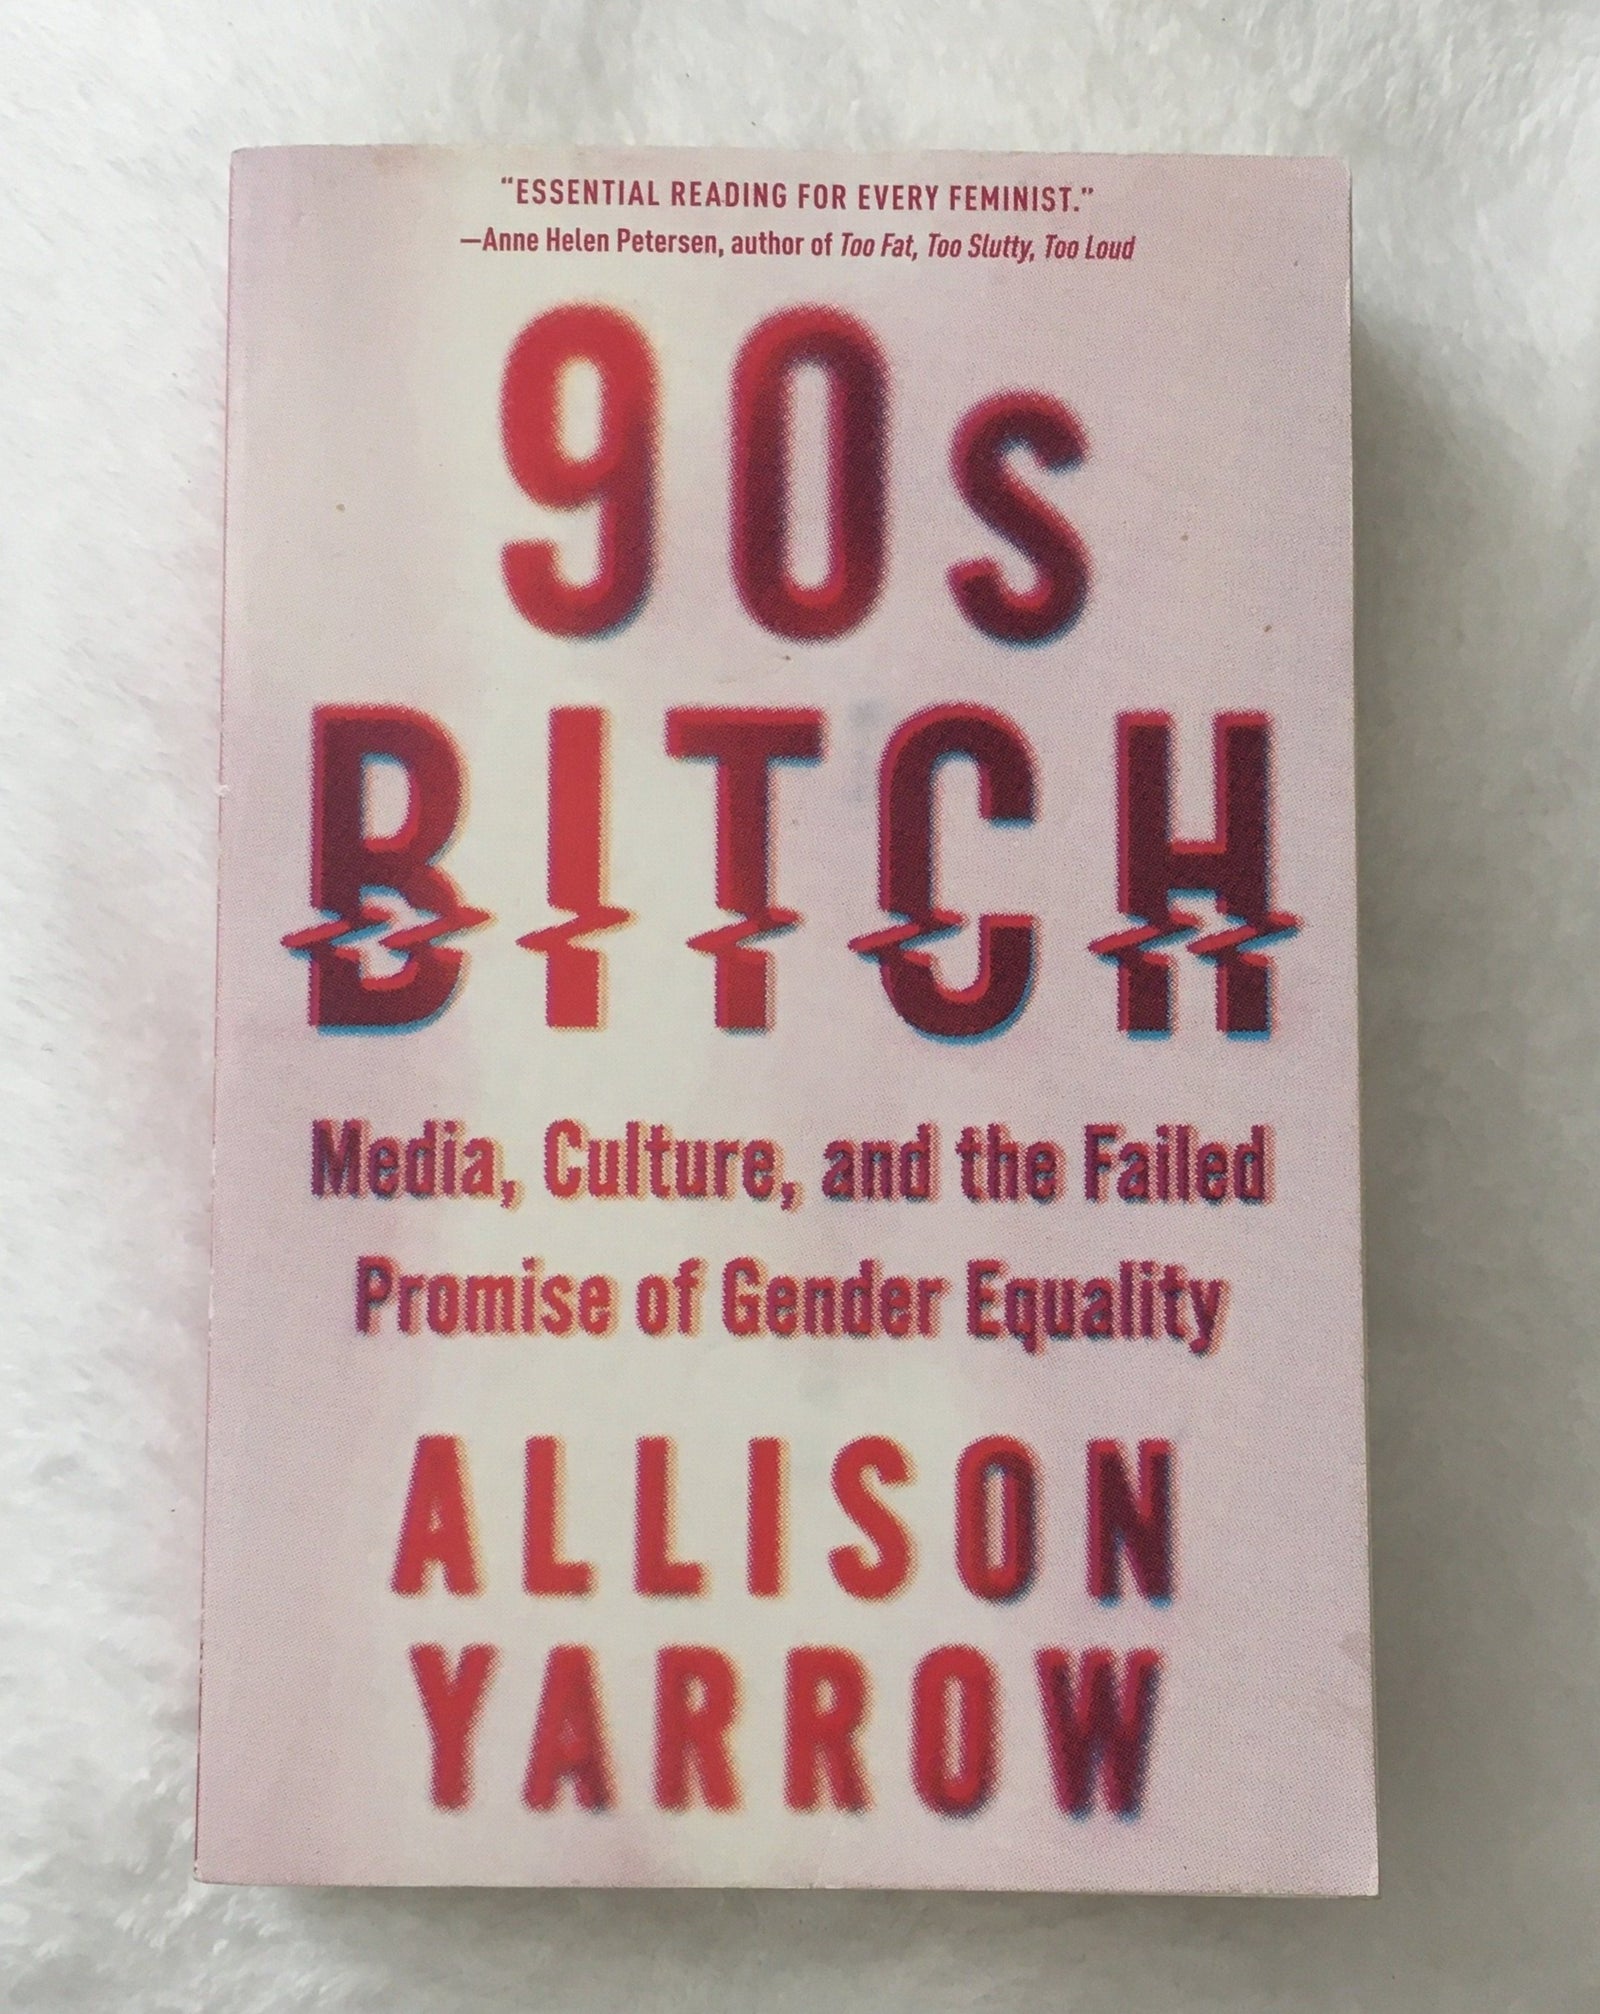 “ESSENTIAL READING FOR EVERY FEMINIST.”
—Anne Helen Petersen, author of Too Fat, Too Slutty, Too Loud
90s
BITCH
Media, Culture, and the Failed
Promise of Gender Equality
ALLISON
YARROW